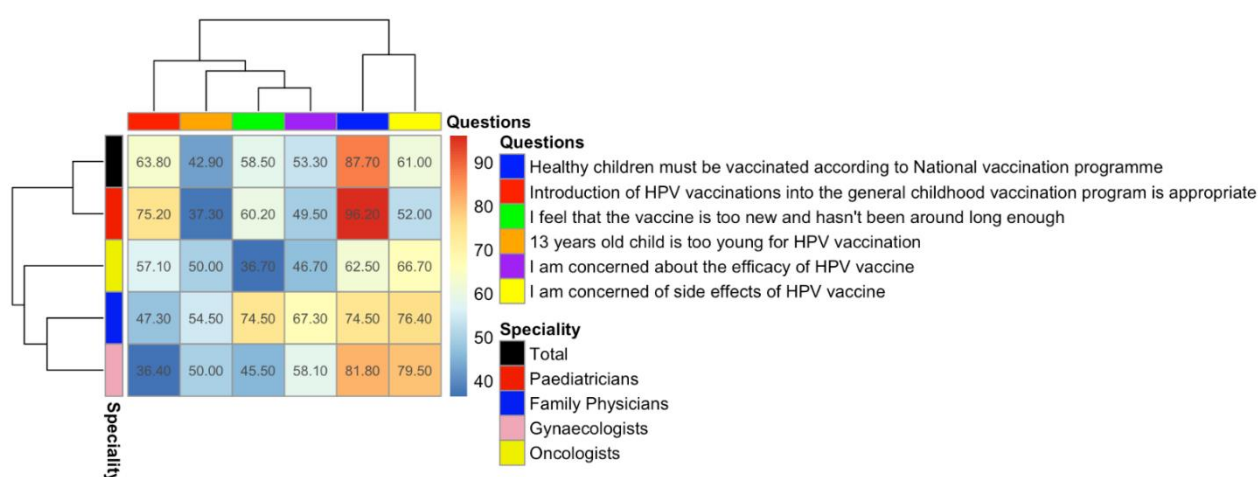 Questions
63.80 42.90 58.50 53.30 87.70 61.00
75.20 37.30 60.20 49.50 96.20 52.00
57.10 50.00 36.70 46.70 62.50 66.70
47.30 54.50 74.50 67.30 74.50 76.40
36.40 50.00 45.50 58.10 81.80 79.50
Speciality
90
80
70
60
50
40
Questions
Healthy children must be vaccinated according to National vaccination programme
Introduction of HPV vaccinations into the general childhood vaccination program is appropriate
I feel that the vaccine is too new and hasn't been around long enough
13 years old child is too young for HPV vaccination
I am concerned about the efficacy of HPV vaccine
I am concerned of side effects of HPV vaccine
Speciality
Total
Paediatricians
Family Physicians
Gynaecologists
Oncologists